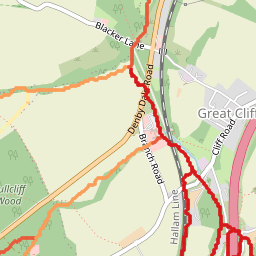 Blacker Lane
Denby Dale Road
Great Cliff
Branch Road
Cliff Road
Hallam Line
Wood